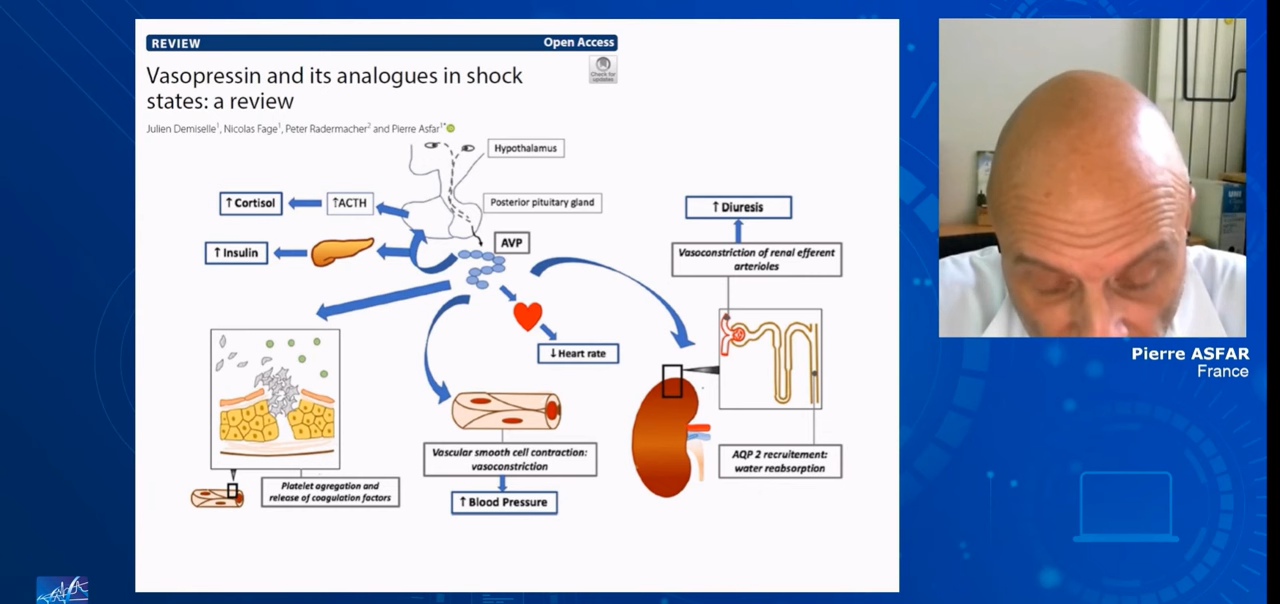 REVIEW
Open Access
Check for
updates
Vasopressin and its analogues in shock
states: a review
Julien Demiselle¹, Nicolas Fage¹, Peter Radermacher² and Pierre Asfar¹*
Hypothalamus
↑ Cortisol
↑ACTH
Posterior pituitary gland
↑ Diuresis
AVP
↑ Insulin
Vasoconstriction of renal efferent
arterioles
↓ Heart rate
Vascular smooth cell contraction:
vasoconstriction
AQP 2 recruitement:
water reabsorption
Platelet agregation and
release of coagulation factors
↑ Blood Pressure
Pierre ASFAR
France